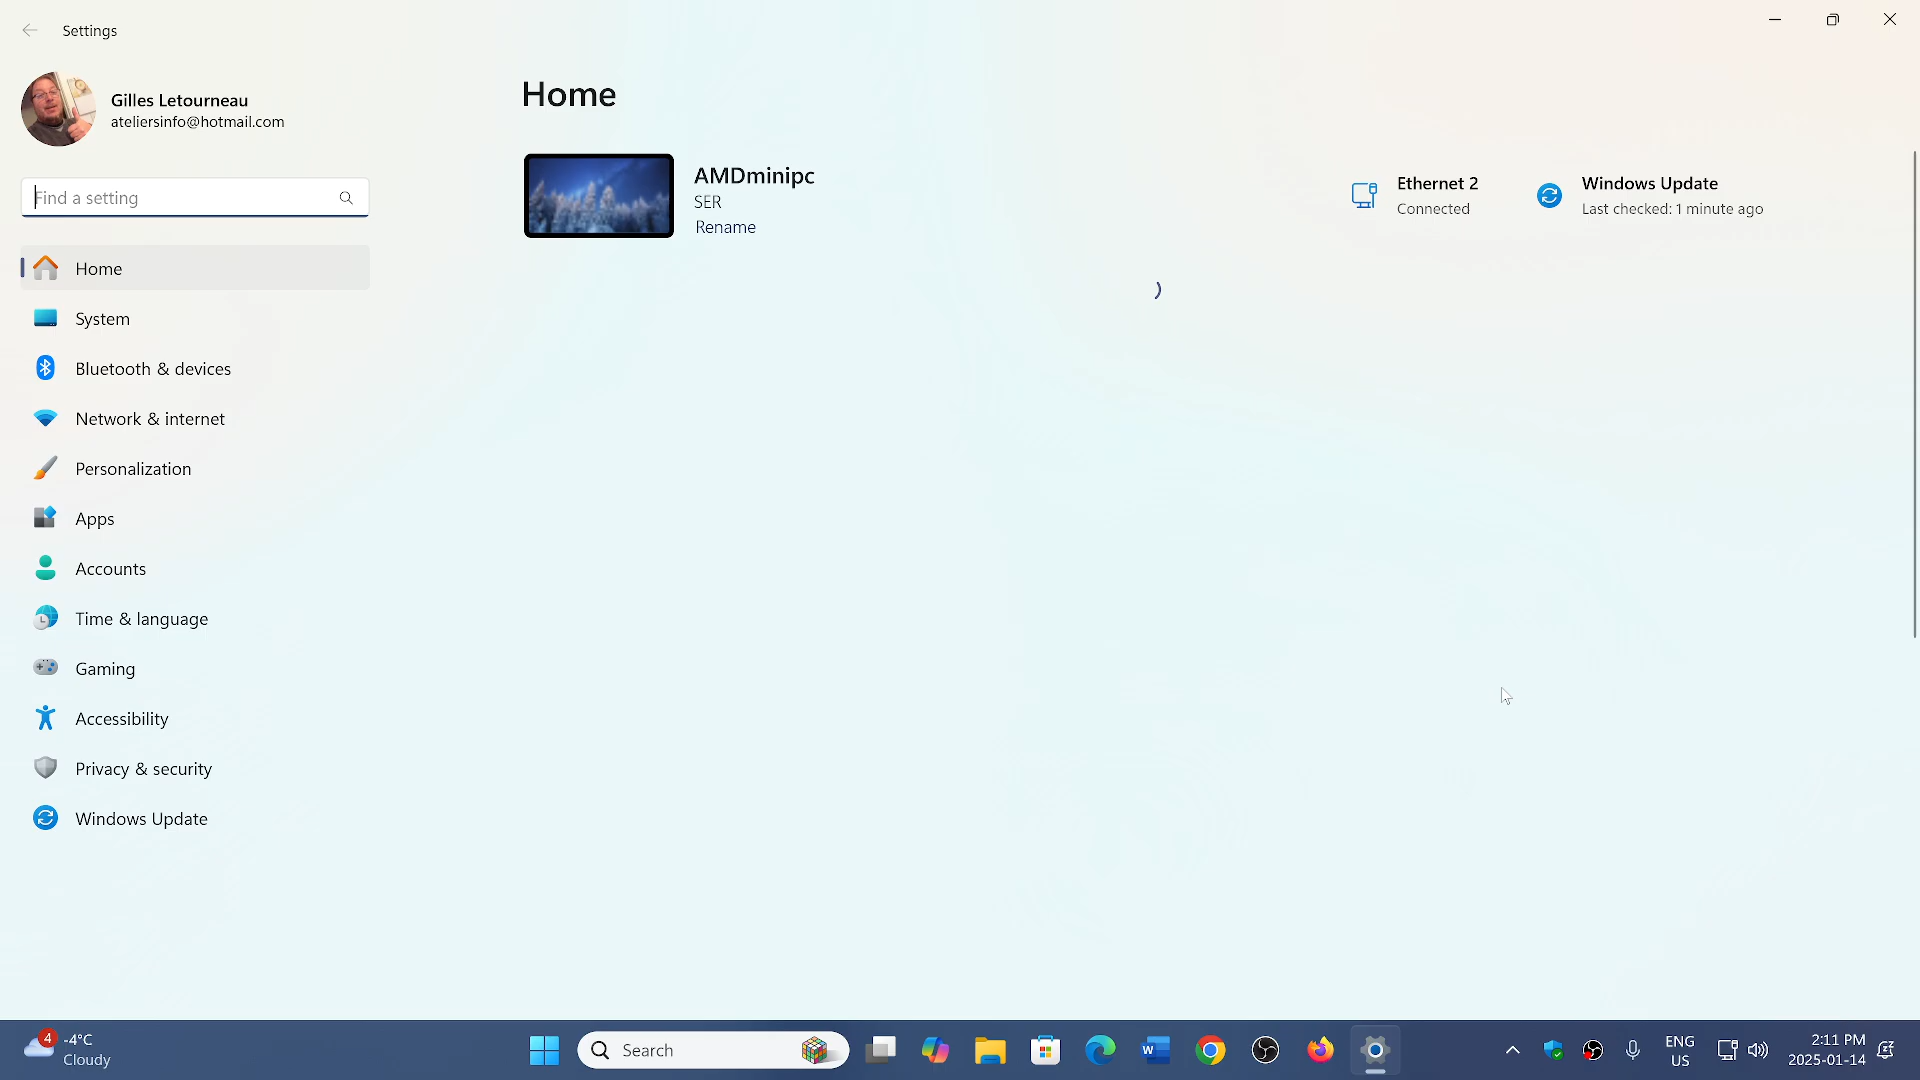 Settings
Gilles Letourneau
ateliersinfo@hotmail.com
Find a setting
Home
System
Bluetooth & devices
Network & internet
Personalization
Apps
Accounts
Time & language
Gaming
Accessibility
Privacy & security
Windows Update
Home
AMDminipc
SER
Rename
Ethernet 2
Connected
Windows Update
Last checked: 1 minute ago
4
-4°C
Cloudy
Search
W
ENG
US
2:11 PM
2025-01-14